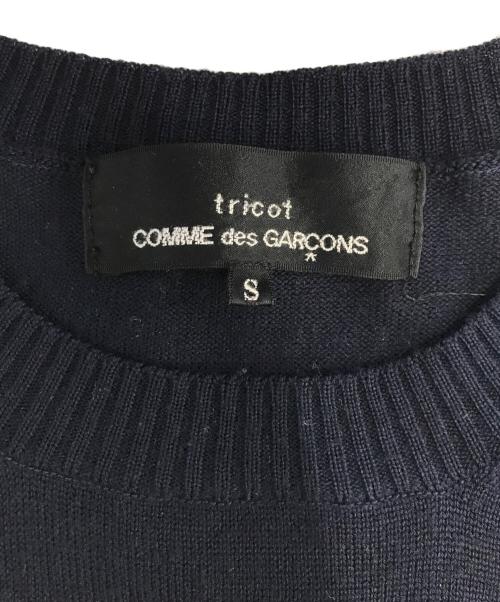 tricot
COMME des GARÇONS
*
S